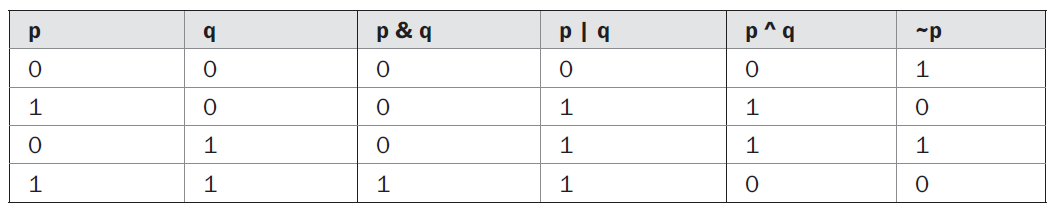 p q p & q p | q p ^ q ~p
0 0 0 0 0 1
1 0 0 1 1 0
0 1 0 1 1 1
1 1 1 1 0 0